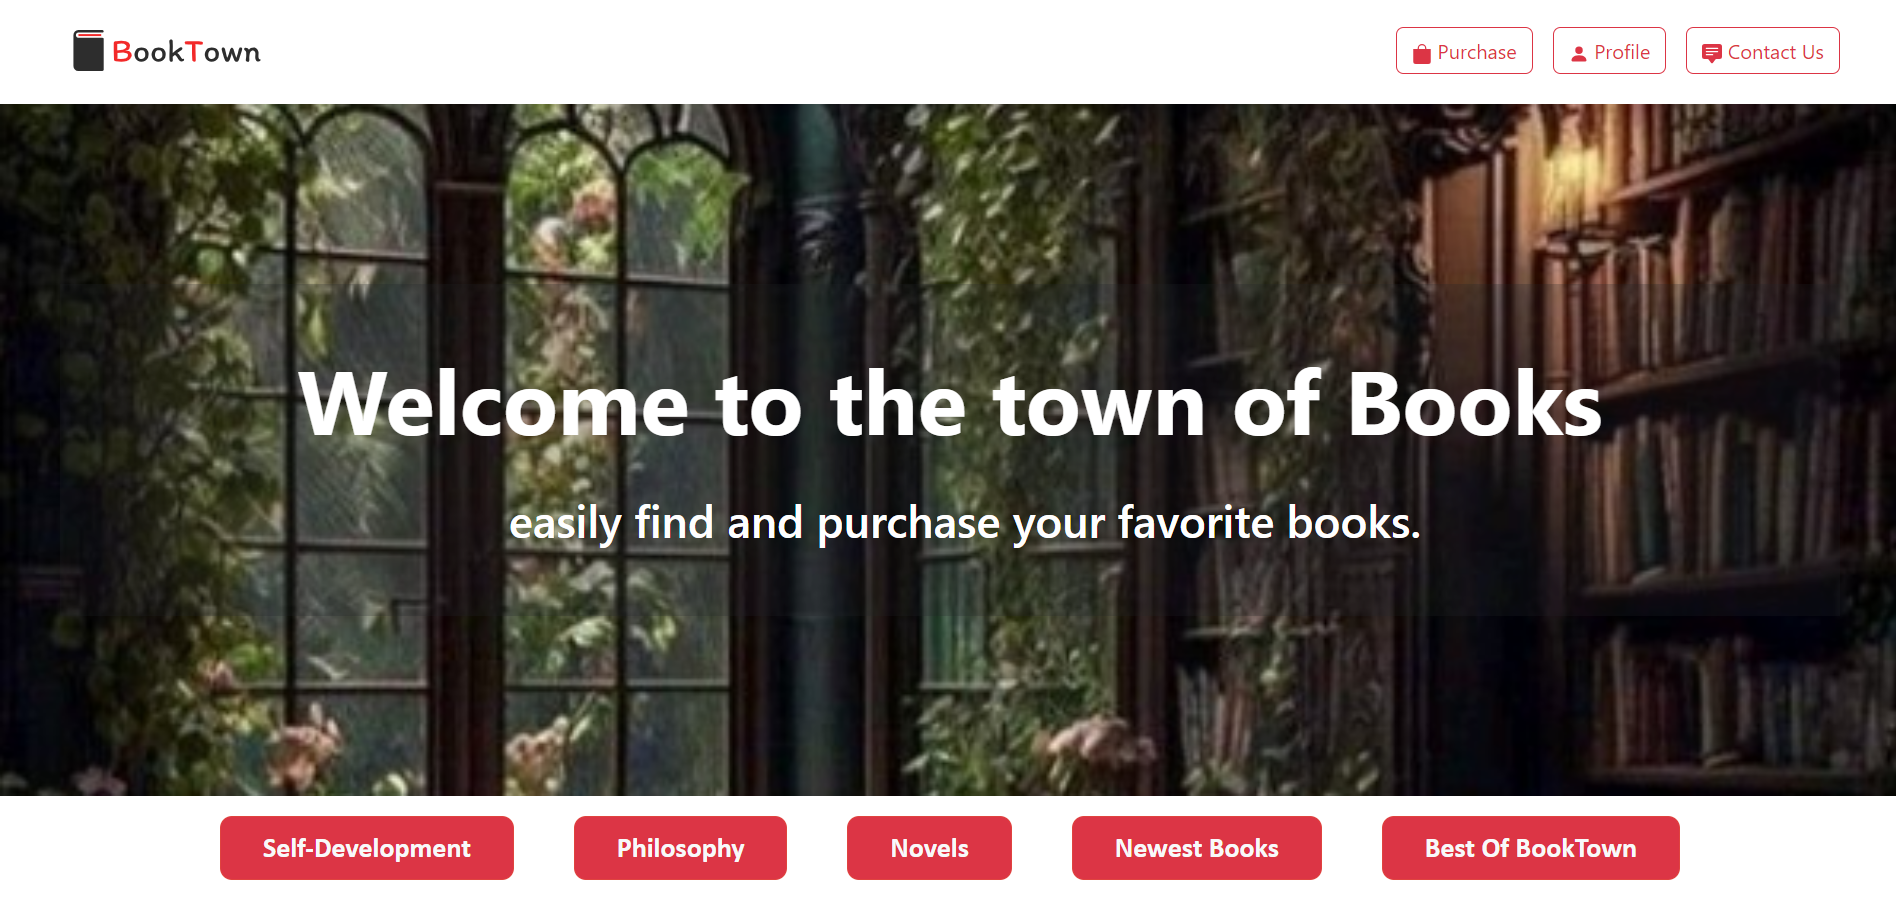 BookTown
Purchase
Profile
Contact Us
Welcome to the town of Books
easily find and purchase your favorite books.
Self-Development
Philosophy
Novels
Newest Books
Best Of BookTown